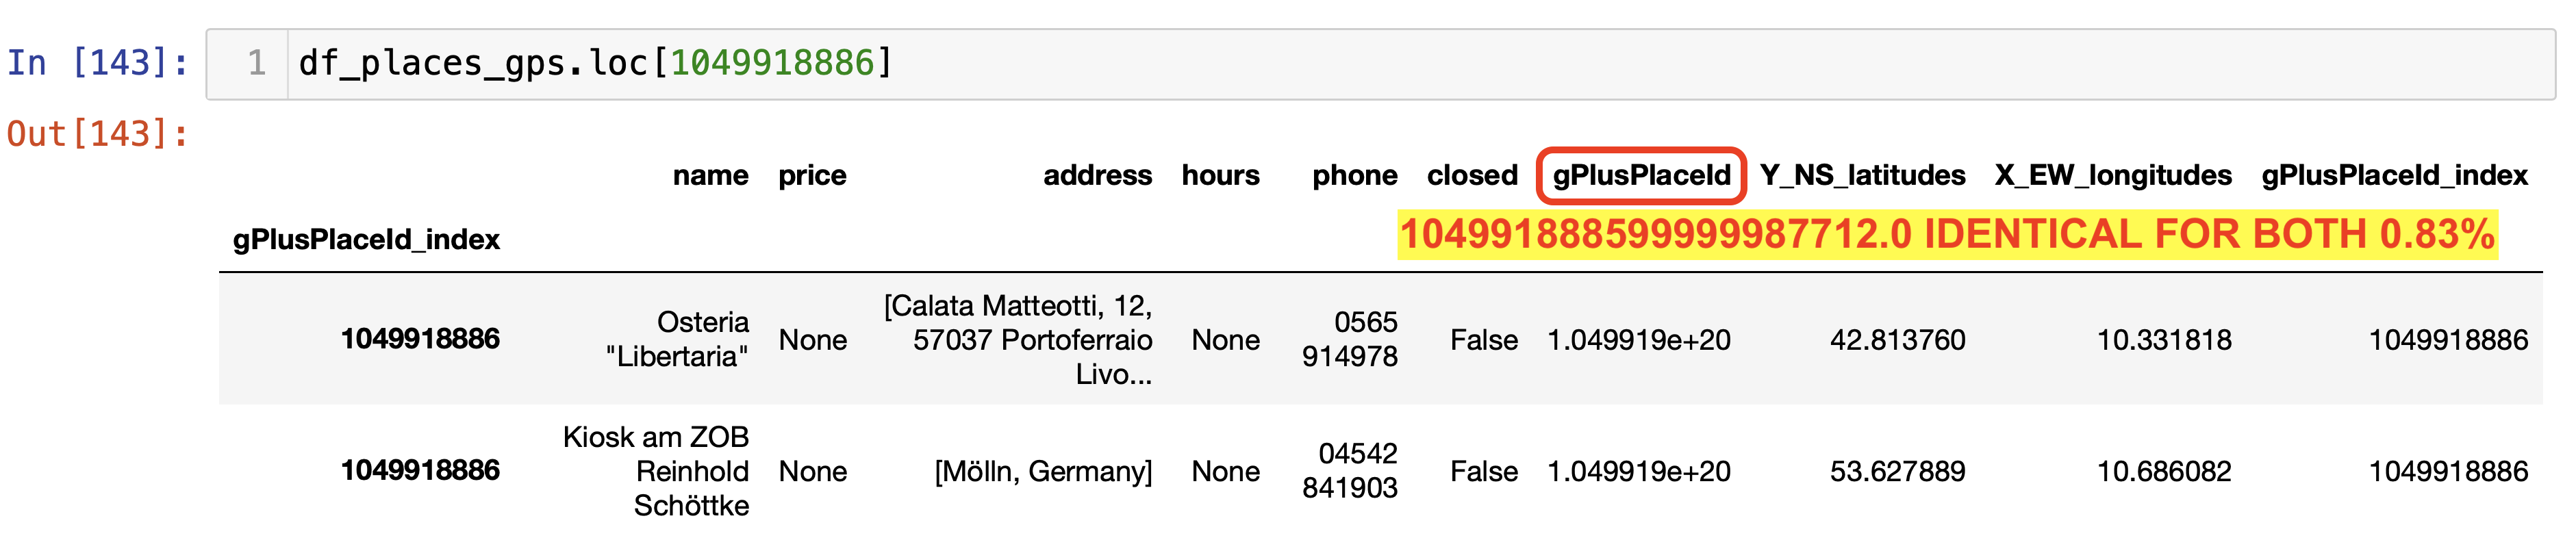 In [143]: 1 df_places_gps.loc[1049918886]
Out[143]:
name price address hours phone closed gPlusPlaceId Y_NS_latitudes X_EW_longitudes gPlusPlaceId_index
gPlusPlaceId_index 104991888599999987712.0 IDENTICAL FOR BOTH 0.83%
1049918886 Osteria "Libertaria" None [Calata Matteotti, 12, 57037 Portoferraio Livo... None 0565 914978 False 1.049919e+20 42.813760 10.331818 1049918886
1049918886 Kiosk am ZOB Reinhold Schöttke None [Mölln, Germany] None 04542 841903 False 1.049919e+20 53.627889 10.686082 1049918886